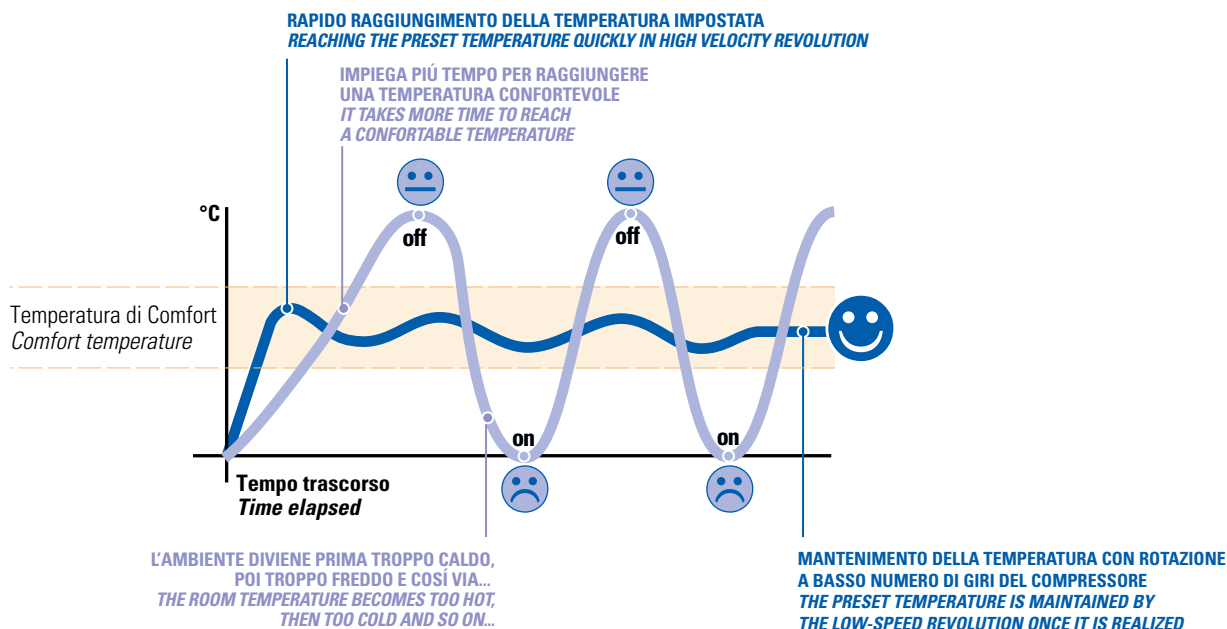 RAPIDO RAGGIUNGIMENTO DELLA TEMPERATURA IMPOSTATA
REACHING THE PRESET TEMPERATURE QUICKLY IN HIGH VELOCITY REVOLUTION
IMPIEGA PIÚ TEMPO PER RAGGIUNGERE
UNA TEMPERATURA CONFORTEVOLE
IT TAKES MORE TIME TO REACH
A CONFORTABLE TEMPERATURE
°C
off
off
Temperatura di Comfort
Comfort temperature
on
on
Tempo trascorso
Time elapsed
L'AMBIENTE DIVIENE PRIMA TROPPO CALDO,
POI TROPPO FREDDO E COSÍ VIA...
THE ROOM TEMPERATURE BECOMES TOO HOT,
THEN TOO COLD AND SO ON...
MANTENIMENTO DELLA TEMPERATURA CON ROTAZIONE
A BASSO NUMERO DI GIRI DEL COMPRESSORE
THE PRESET TEMPERATURE IS MAINTAINED BY
THE LOW-SPEED REVOLUTION ONCE IT IS REALIZED